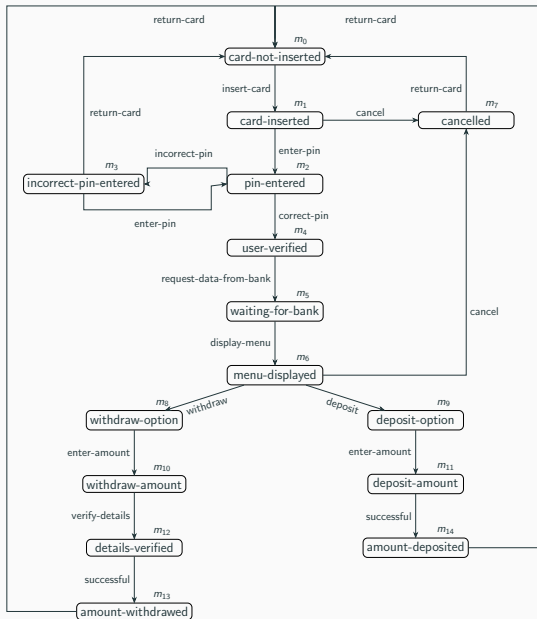 return-card
return-card
m0
card-not-inserted
insert-card
return-card
return-card
m1
card-inserted
cancel
m7
cancelled
enter-pin
incorrect-pin
m3
incorrect-pin-entered
m2
pin-entered
enter-pin
correct-pin
m4
user-verified
request-data-from-bank
m5
waiting-for-bank
cancel
display-menu
m6
menu-displayed
withdraw
deposit
m8
withdraw-option
m9
deposit-option
enter-amount
enter-amount
m10
withdraw-amount
m11
deposit-amount
verify-details
successful
m12
details-verified
m14
amount-deposited
successful
m13
amount-withdrawed